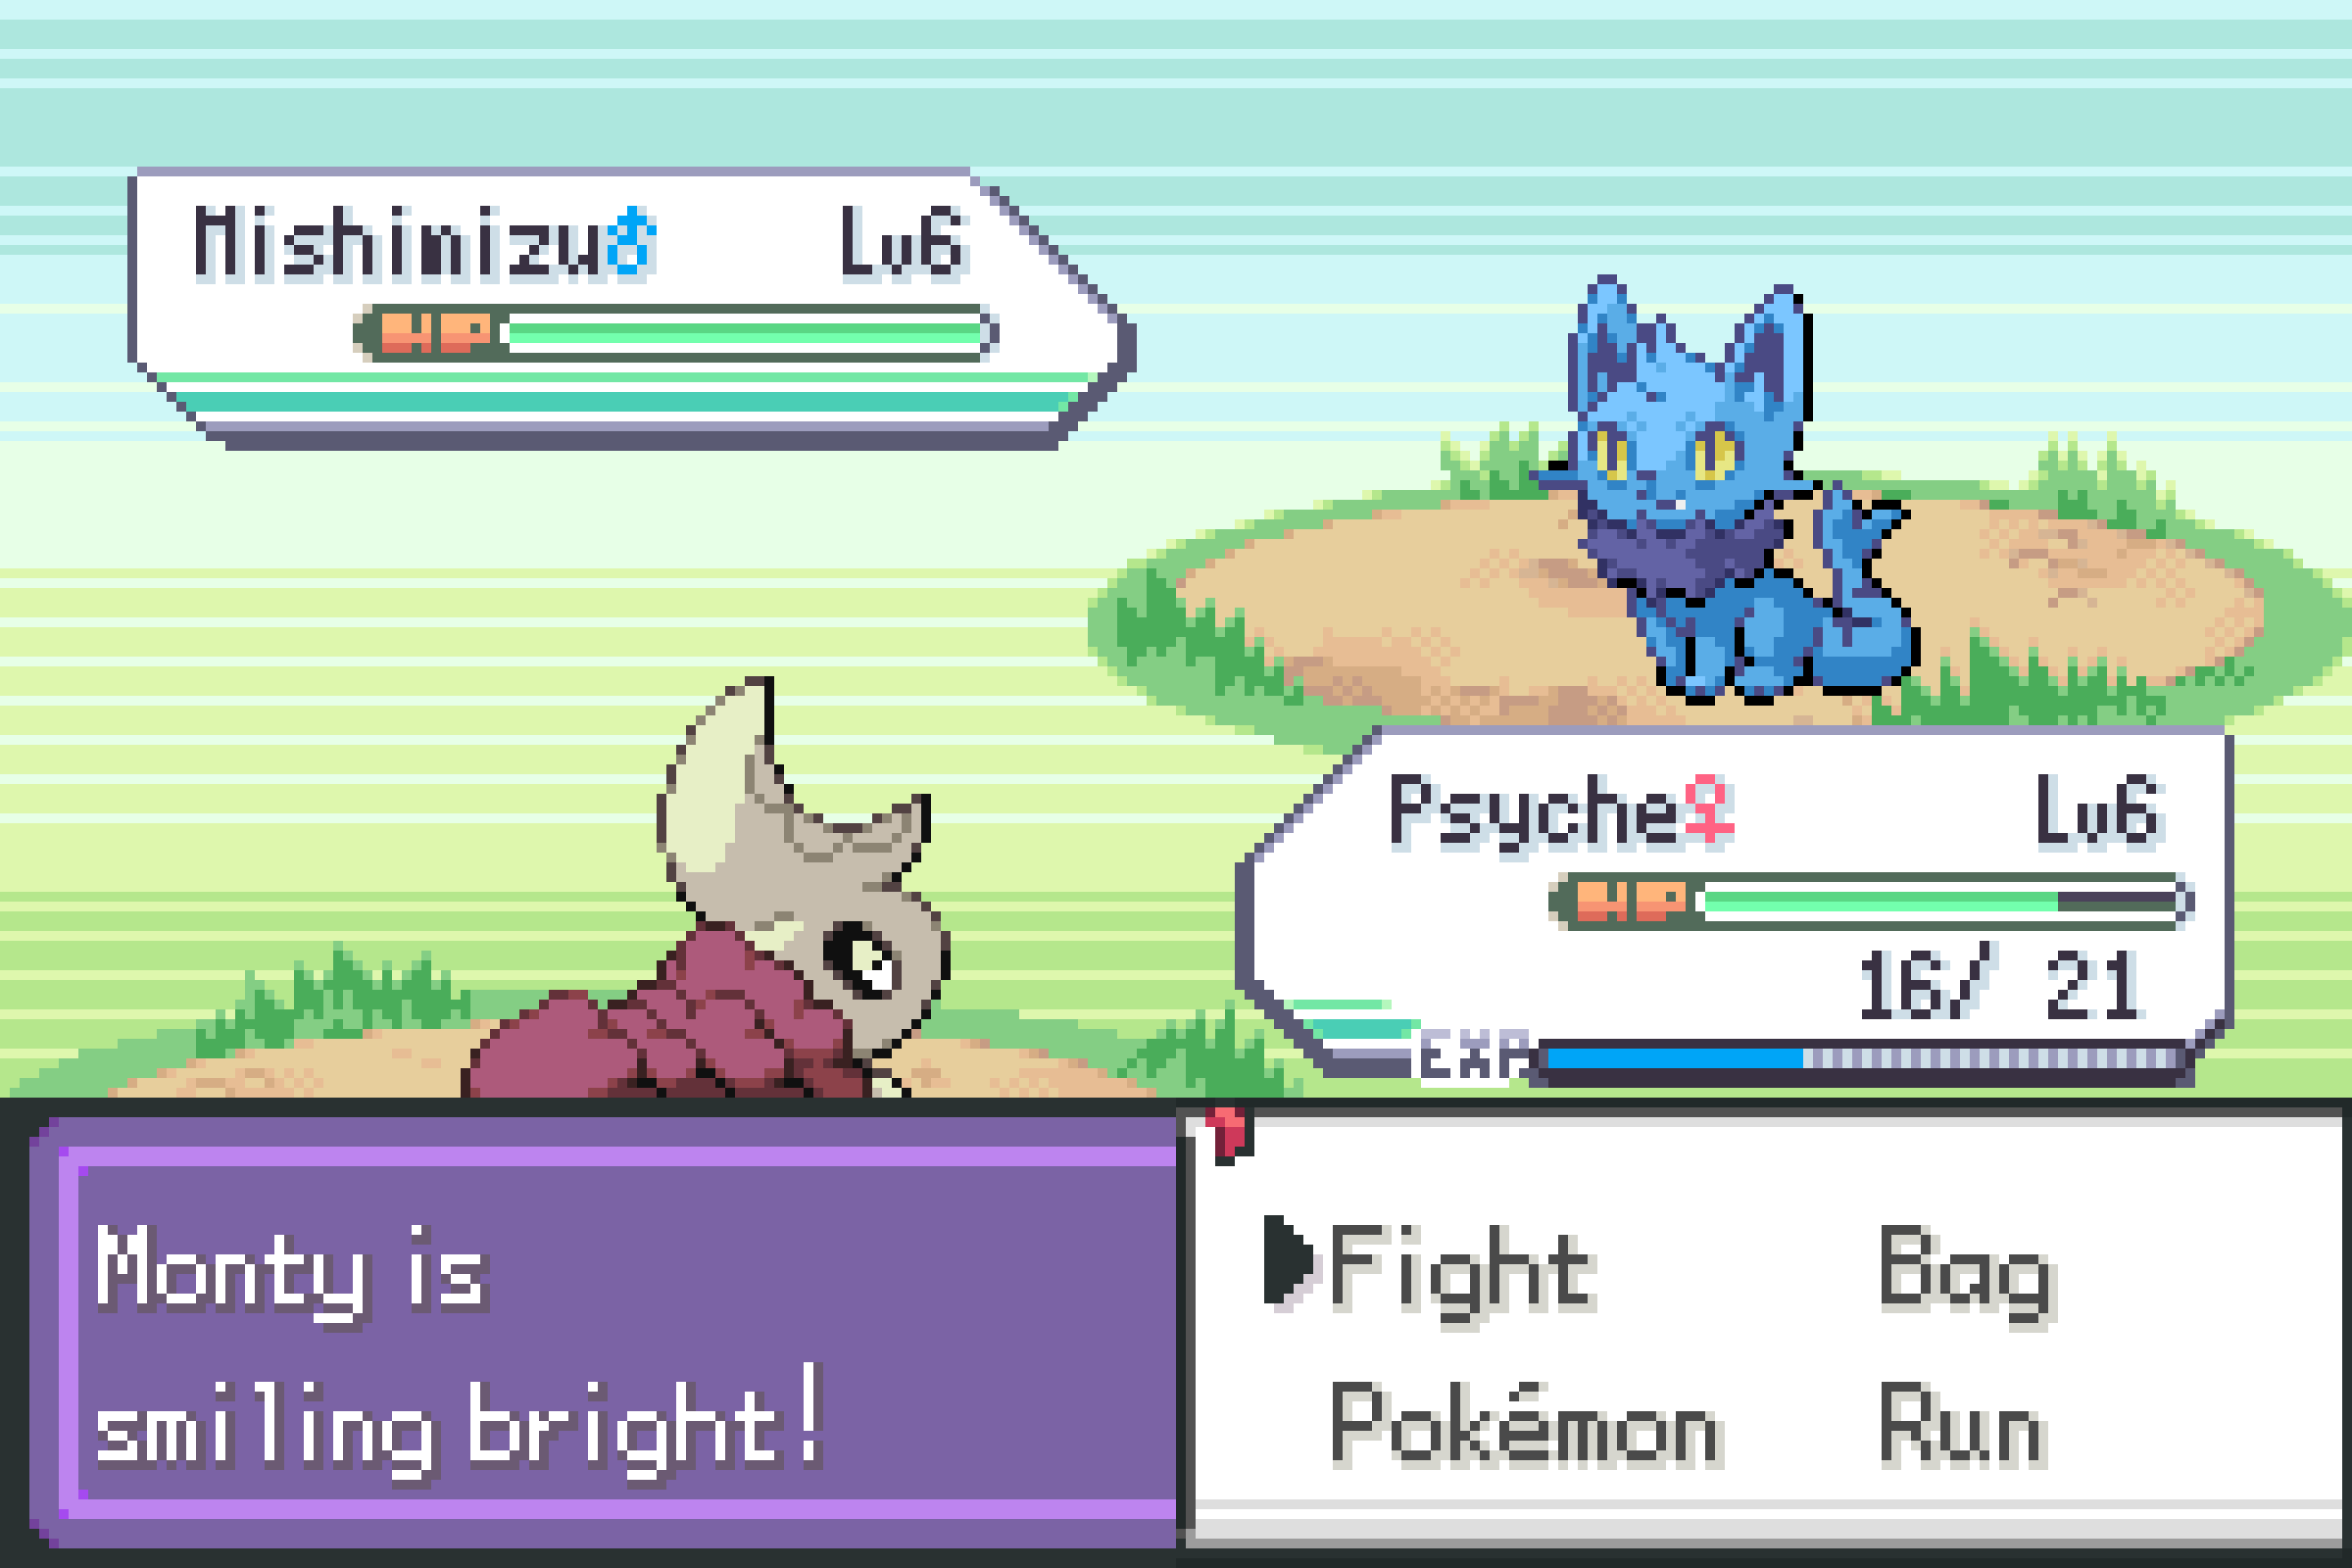 Mishimizu♂ Lv6
HP
Psyche♀ Lv6
HP
16/ 21
EXP
Monty is
smiling bright!
Fight Bag
Pokémon Run